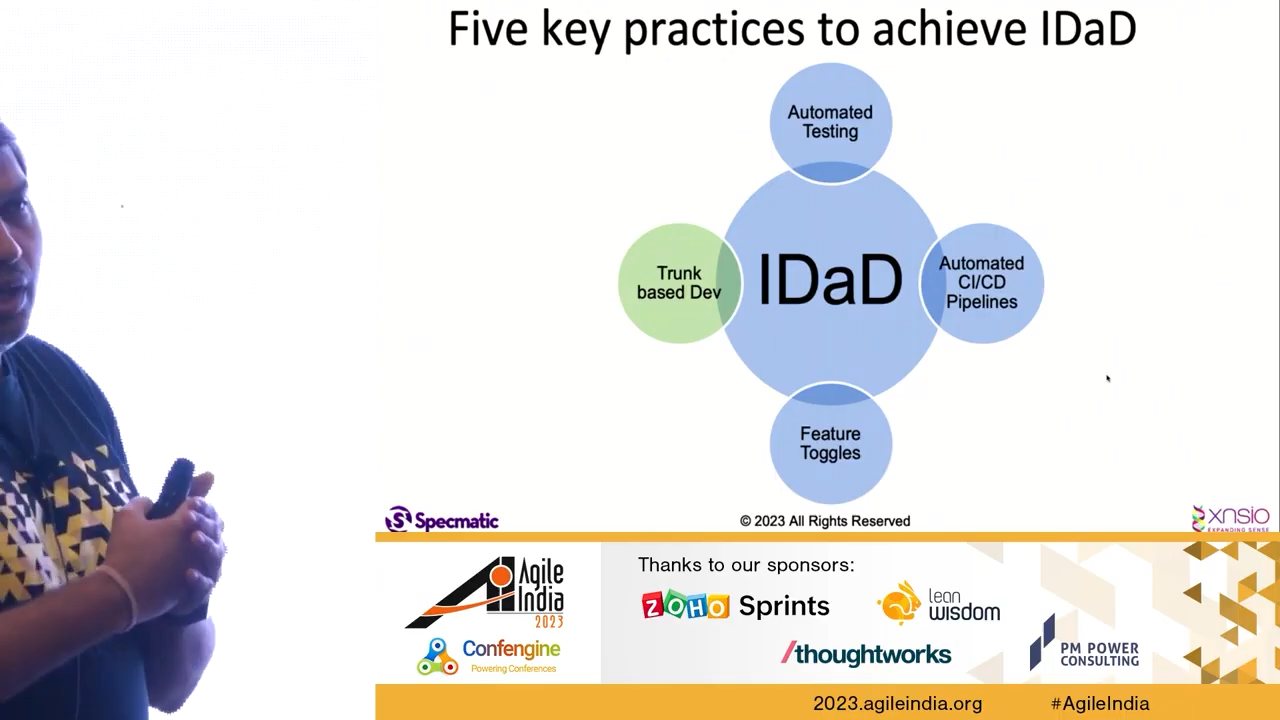 Five key practices to achieve IDaD
Automated
Testing
Trunk
based Dev
IDaD
Automated
CI/CD
Pipelines
Feature
Toggles
Specmatic
© 2023 All Rights Reserved
xnsio
EXPANDING SENSE
Agile
India
2023
Confengine
Powering Conferences
Thanks to our sponsors:
ZOHO Sprints
lean
wisdom
/thoughtworks
PM POWER
CONSULTING
2023.agileindia.org
#AgileIndia